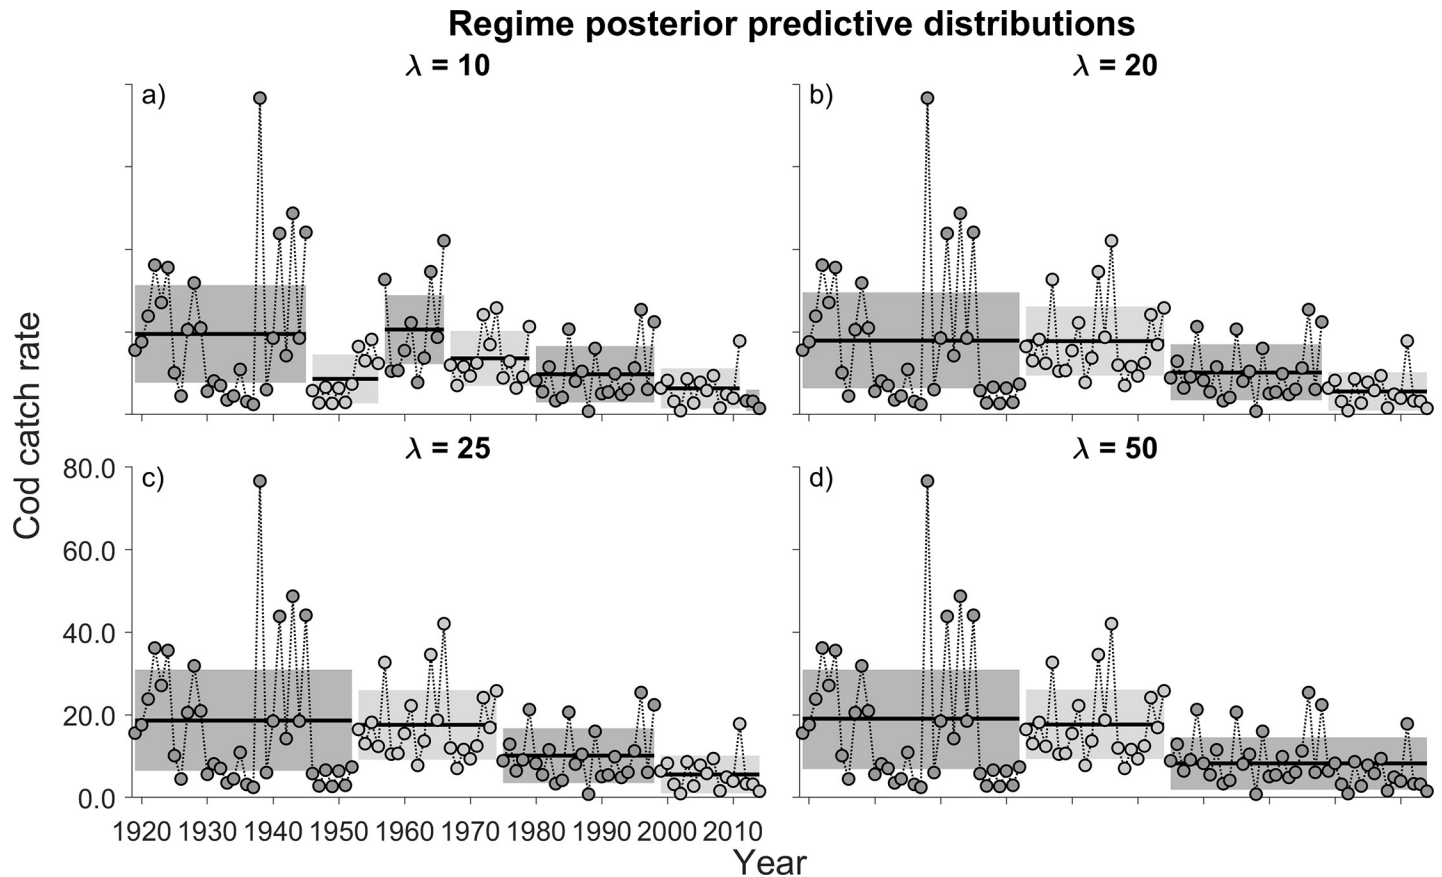 Regime posterior predictive distributions
λ = 10
λ = 20
a)
b)
Cod catch rate
λ = 25
λ = 50
c)
d)
80.0
60.0
40.0
20.0
0.0
1920 1930 1940 1950 1960 1970 1980 1990 2000 2010
Year